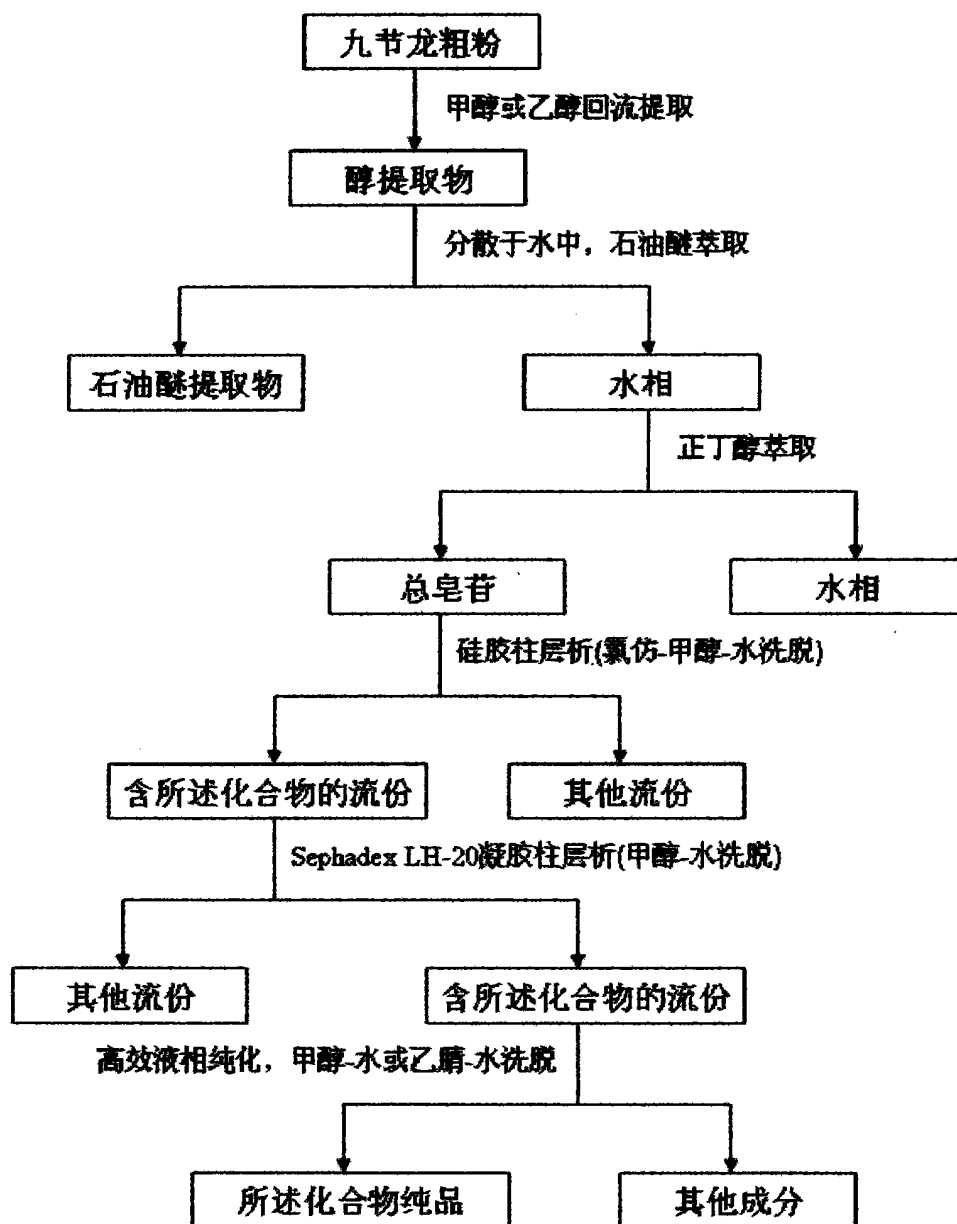 九节龙粗粉
甲醇或乙醇回流提取
醇提取物
分散于水中，石油醚萃取
石油醚提取物
水相
正丁醇萃取
总皂苷
水相
硅胶柱层析(氯仿-甲醇-水洗脱)
含所述化合物的流份
其他流份
Sephadex LH-20凝胶柱层析(甲醇-水洗脱)
其他流份
含所述化合物的流份
高效液相纯化，甲醇-水或乙腈-水洗脱
所述化合物纯品
其他成分